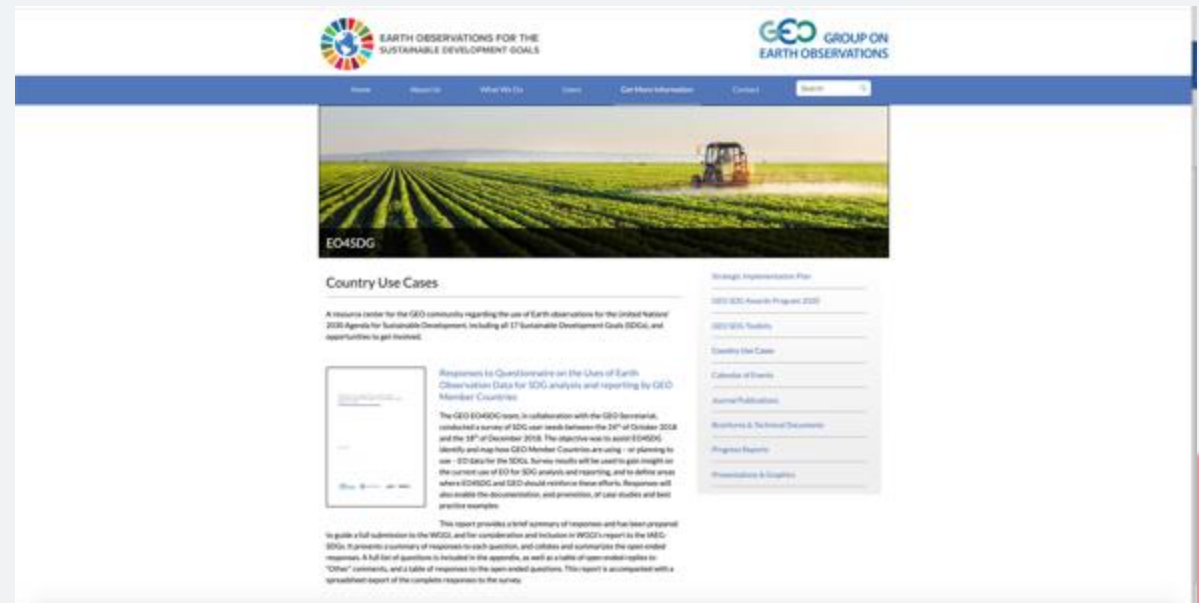 EARTH OBSERVATIONS FOR THE
SUSTAINABLE DEVELOPMENT GOALS
GEO GROUP ON
EARTH OBSERVATIONS
Home About Us What We Do Users Get More Information Contact Search
EO4SDG
Country Use Cases
A resource center for the GEO community regarding the use of Earth observations for the United Nations'
2030 Agenda for Sustainable Development, including all 17 Sustainable Development Goals (SDGs), and
opportunities to get involved.
Responses to Questionnaire on the Uses of Earth
Observation Data for SDG analysis and reporting by GEO
Member Countries
The GEO EO4SDG team, in collaboration with the GEO Secretariat,
conducted a survey of SDG user needs between the 24th of October 2018
and the 18th of December 2018. The objective was to assist EO4SDG
identify and map how GEO Member Countries are using – or planning to
use – EO data for the SDGs. Survey results will be used to gain insight on
the current use of EO for SDG analysis and reporting, and to define areas
where EO4SDG and GEO should reinforce these efforts. Responses will
also enable the documentation, and promotion, of case studies and best
practice examples.
This report provides a brief summary of responses and has been prepared
to guide a full submission to the WGGI, and for consideration and inclusion in WGGI's report to the IAEG-
SDGs. It presents a summary of responses to each question, and collates and summarizes the open ended
responses. A full list of questions is included in the appendix, as well as a table of open ended replies to
"Other" comments, and a table of responses to the open ended questions. This report is accompanied with a
spreadsheet export of the complete responses to the survey.
Strategic Implementation Plan
GEO SDG Awards Program 2020
GEO SDG Toolkits
Country Use Cases
Calendar of Events
Journal Publications
Brochures & Technical Documents
Progress Reports
Presentations & Graphics